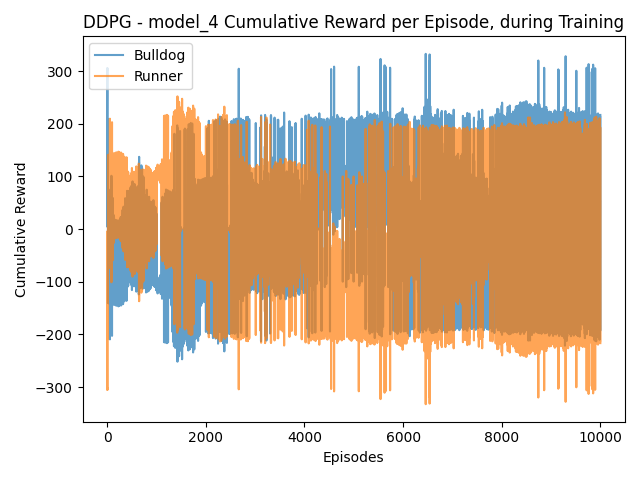 DDPG - model_4 Cumulative Reward per Episode, during Training
Bulldog
Runner
300
200
100
0
−100
−200
−300
Cumulative Reward
0 2000 4000 6000 8000 10000
Episodes